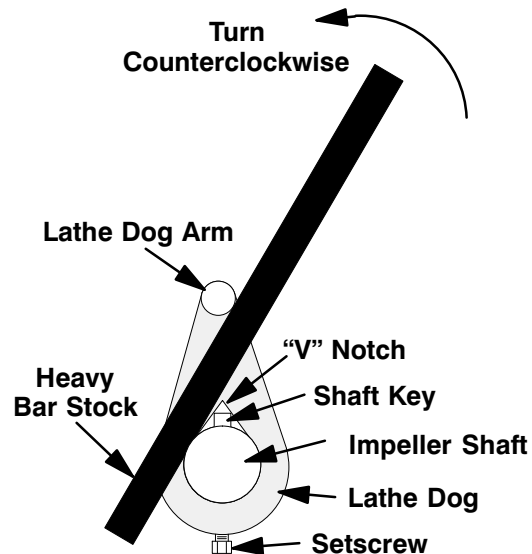 Turn
Counterclockwise
Lathe Dog Arm
“V” Notch
Heavy
Bar Stock
Shaft Key
Impeller Shaft
Lathe Dog
Setscrew